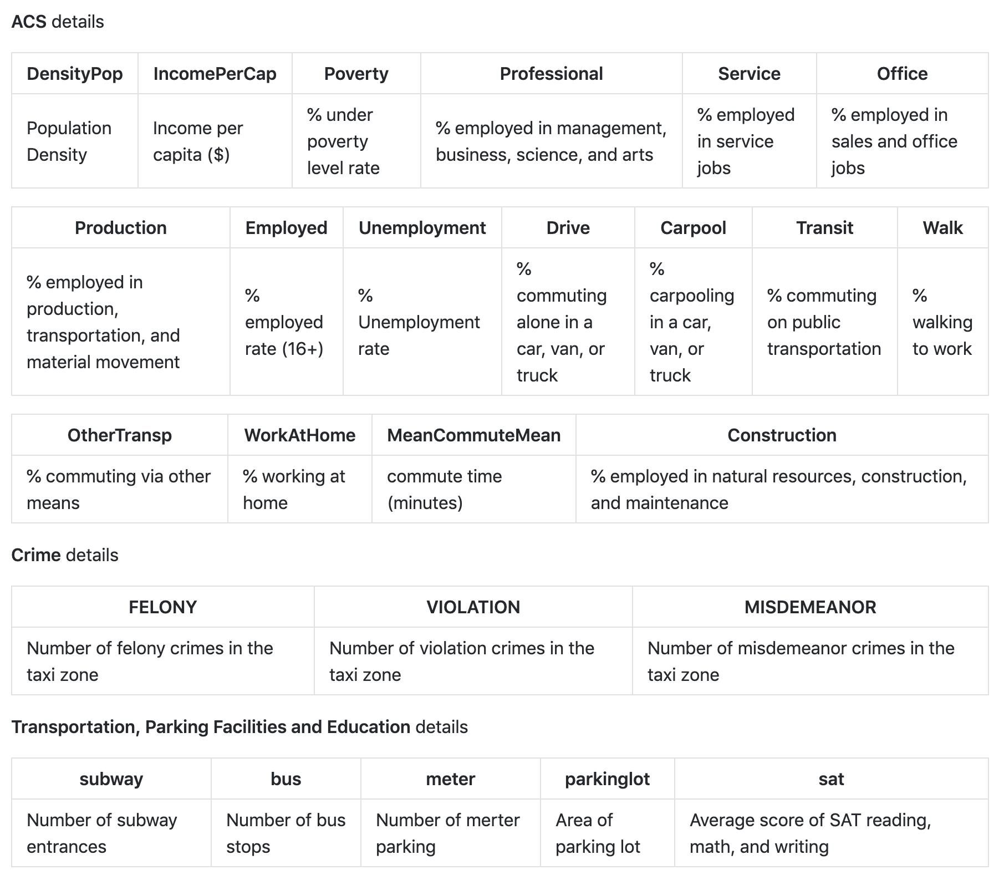 ACS details
DensityPop IncomePerCap Poverty Professional Service Office
Population Density Income per capita ($) % under poverty level rate % employed in management, business, science, and arts % employed in service jobs % employed in sales and office jobs
Production Employed Unemployment Drive Carpool Transit Walk
% employed in production, transportation, and material movement % employed rate (16+) % Unemployment rate % commuting alone in a car, van, or truck % carpooling in a car, van, or truck % commuting on public transportation % walking to work
OtherTransp WorkAtHome MeanCommuteMean Construction
% commuting via other means % working at home commute time (minutes) % employed in natural resources, construction, and maintenance
Crime details
FELONY VIOLATION MISDEMEANOR
Number of felony crimes in the taxi zone Number of violation crimes in the taxi zone Number of misdemeanor crimes in the taxi zone
Transportation, Parking Facilities and Education details
subway bus meter parkinglot sat
Number of subway entrances Number of bus stops Number of merter parking Area of parking lot Average score of SAT reading, math, and writing